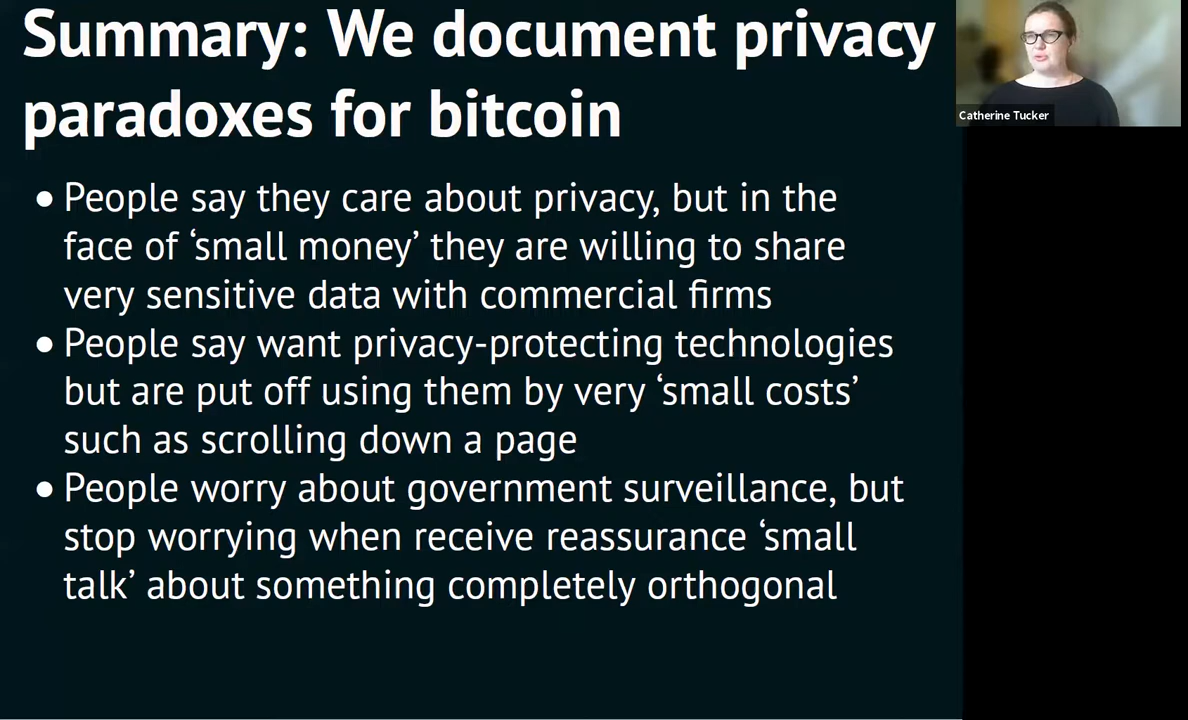 Summary: We document privacy
paradoxes for bitcoin
Catherine Tucker
● People say they care about privacy, but in the
face of ‘small money’ they are willing to share
very sensitive data with commercial firms
● People say want privacy-protecting technologies
but are put off using them by very ‘small costs’
such as scrolling down a page
● People worry about government surveillance, but
stop worrying when receive reassurance ‘small
talk’ about something completely orthogonal